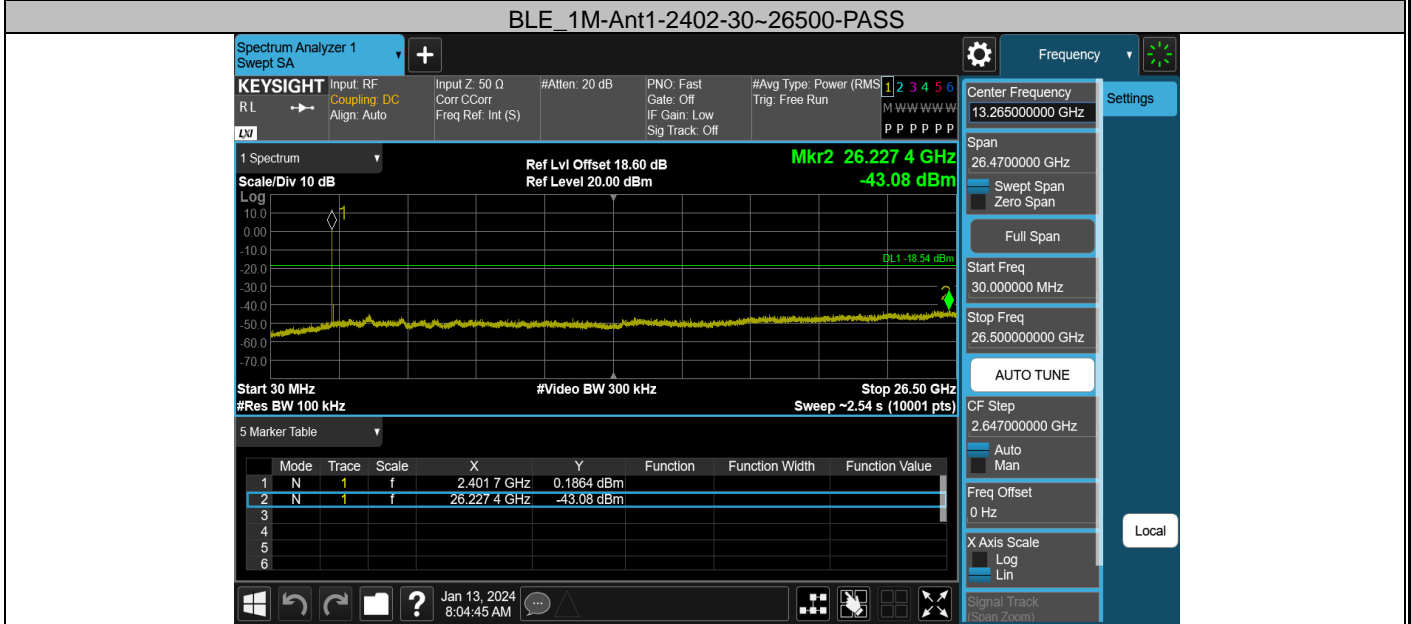 BLE_1M-Ant1-2402-30~26500-PASS
Spectrum Analyzer 1
Swept SA
+
Frequency
KEYSIGHT
RL
LXI
Input: RF
Coupling: DC
Align: Auto
Input Z: 50 Ω
Corr CCorr
Freq Ref: Int (S)
#Atten: 20 dB
PNO: Fast
Gate: Off
IF Gain: Low
Sig Track: Off
#Avg Type: Power (RMS
Trig: Free Run
1 2 3 4 5 6
M W W W W W
P P P P P P
1 Spectrum
Scale/Div 10 dB
Ref Lvl Offset 18.60 dB
Ref Level 20.00 dBm
Mkr2 26.227 4 GHz
-43.08 dBm
Log
10.0
0.00
-10.0
-20.0
-30.0
-40.0
-50.0
-60.0
-70.0
1
DL1 -18.54 dBm
2
Start 30 MHz
#Res BW 100 kHz
#Video BW 300 kHz
Stop 26.50 GHz
Sweep ~2.54 s (10001 pts)
5 Marker Table
Mode Trace Scale X Y Function Function Width Function Value
1 N 1 f 2.401 7 GHz 0.1864 dBm
2 N 1 f 26.227 4 GHz -43.08 dBm
3
4
5
6
Center Frequency
13.265000000 GHz
Span
26.4700000 GHz
Swept Span
Zero Span
Full Span
Start Freq
30.000000 MHz
Stop Freq
26.500000000 GHz
AUTO TUNE
CF Step
2.647000000 GHz
Auto
Man
Freq Offset
0 Hz
X Axis Scale
Log
Lin
Signal Track
(Span Zoom)
Settings
Local
?
Jan 13, 2024
8:04:45 AM